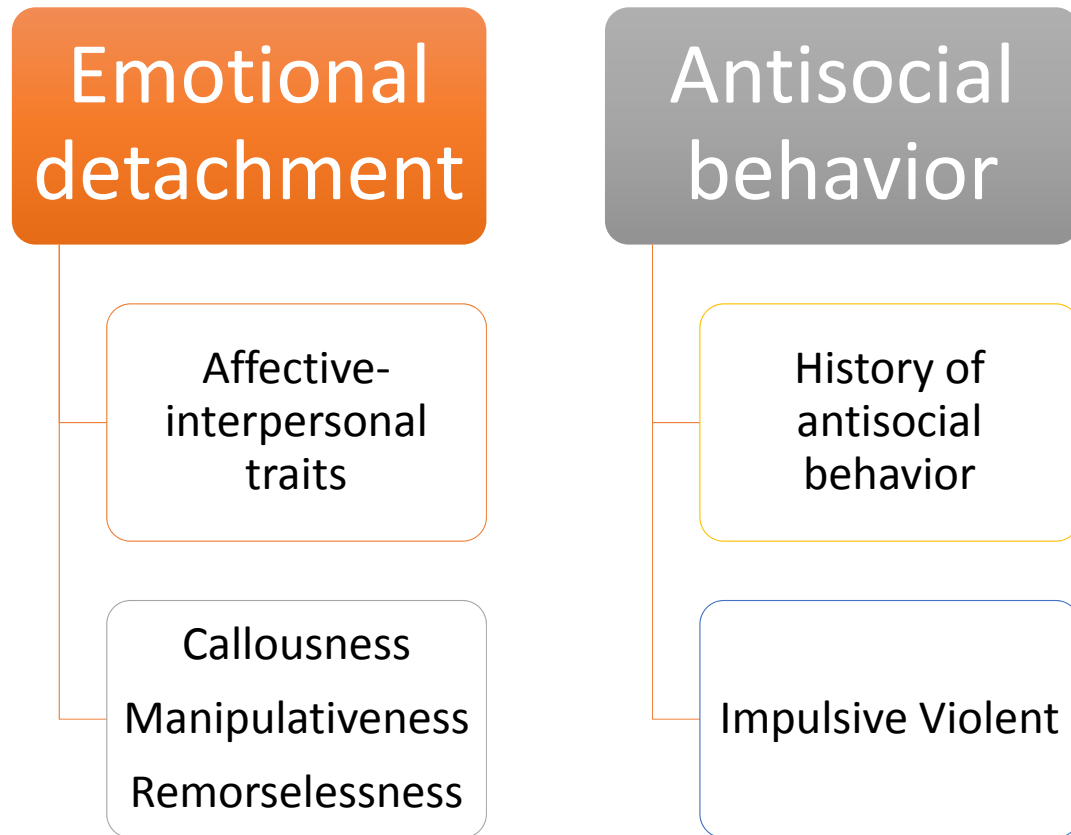 Emotional
detachment
Affective-
interpersonal
traits
Callousness
Manipulativeness
Remorselessness
Antisocial
behavior
History of
antisocial
behavior
Impulsive Violent